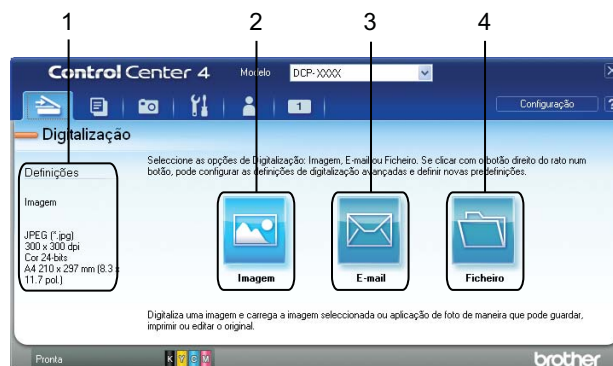 1 2 3 4
Control Center 4 Modelo DCP-XXXX X
1 Configuração ?
Digitalização
Seleccione as opções de Digitalização: Imagem, E-mail ou Ficheiro. Se clicar com o botão direito do rato num
botão, pode configurar as definições de digitalização avançadas e definir novas predefinições.
Definições
Imagem
JPEG (*.jpg)
300 x 300 dpi
Cor 24-bits
A4 210 x 297 mm (8.3 x
11.7 pol.)
Imagem E-mail Ficheiro
Digitaliza uma imagem e carrega a imagem seleccionada ou aplicação de foto de maneira que pode guardar,
imprimir ou editar o original.
Pronta K Y C M brother